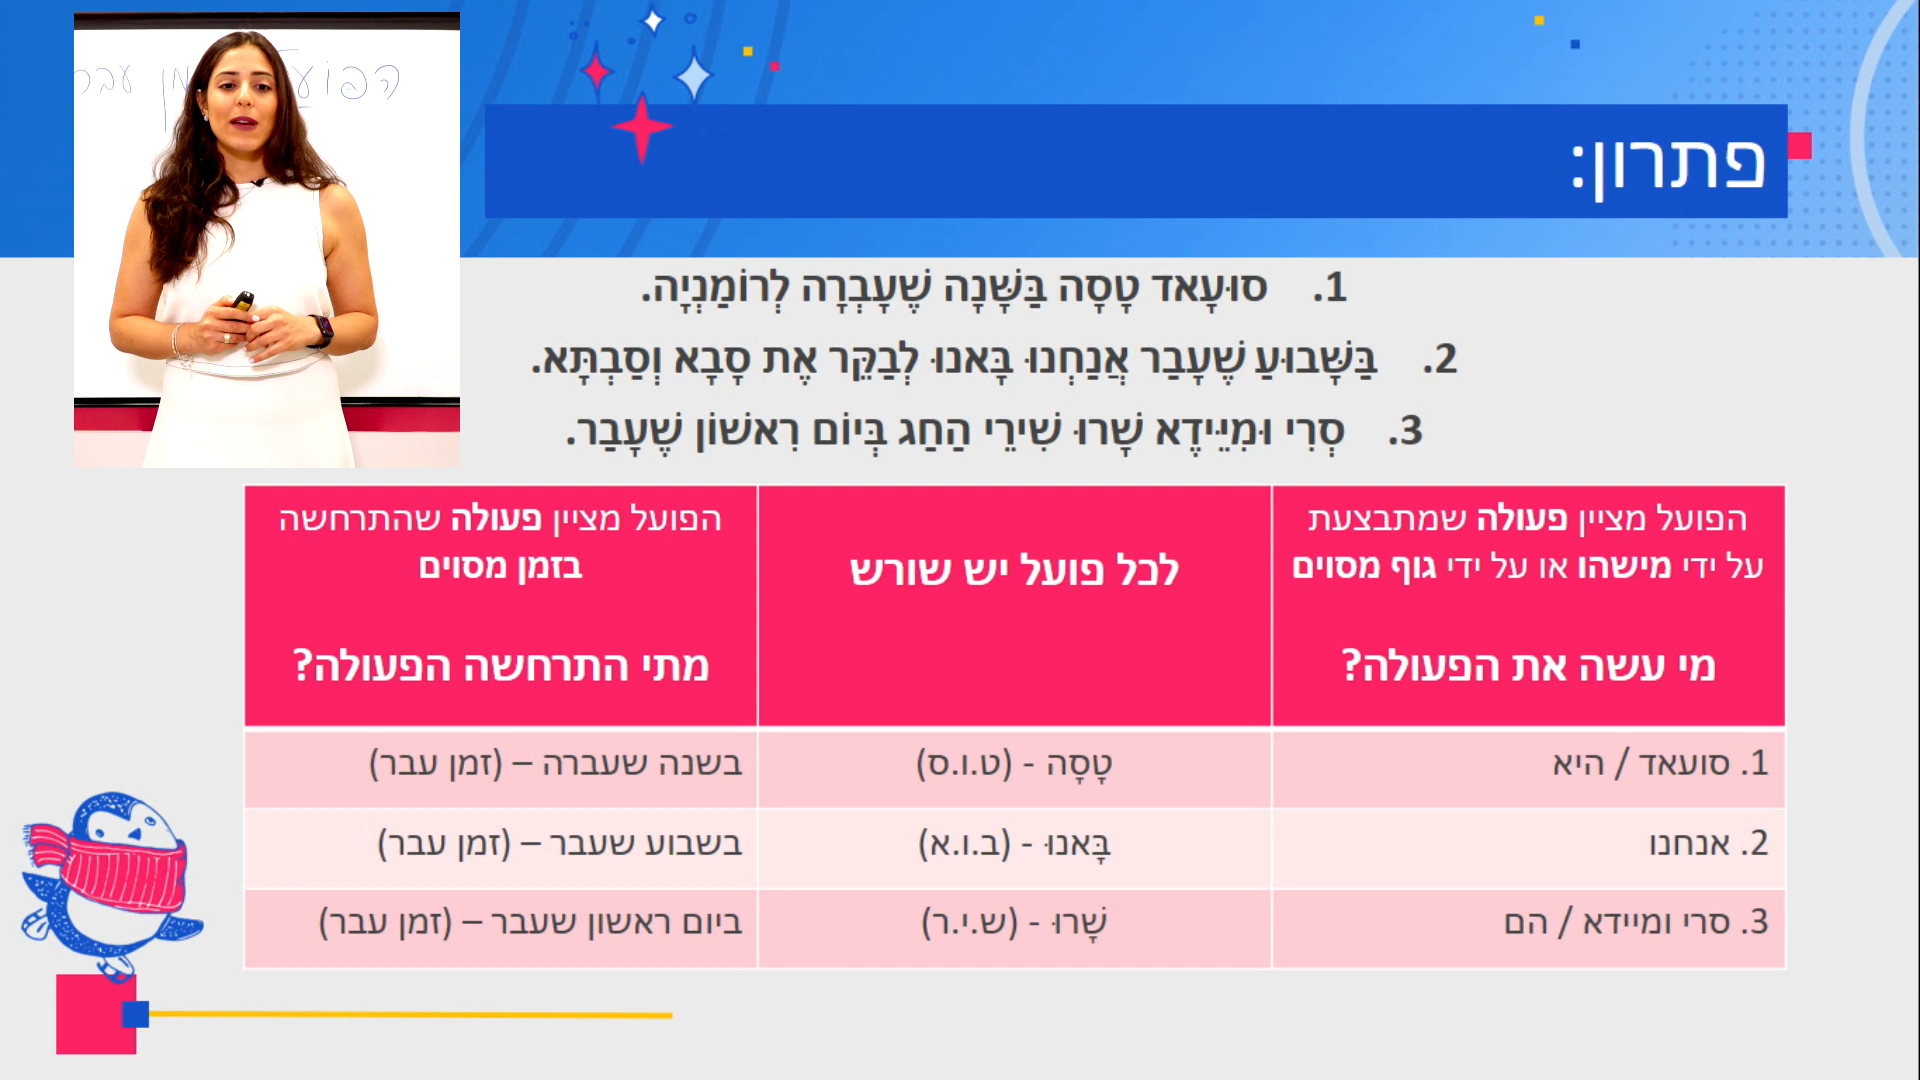 הפועל
עבר
פתרון:
1. סוּעָאד טָסָה בַּשָּׁנָה שֶׁעָבְרָה לְרוֹמַנְיָה.
2. בַּשָּׁבוּעַ שֶׁעָבַר אֲנַחְנוּ בָּאנוּ לְבַקֵּר אֶת סָבָא וְסַבְתָּא.
3. סְרִי וּמִיֵּידָא שָׁרוּ שִׁירֵי הַחַג בְּיוֹם רִאשׁוֹן שֶׁעָבַר.
הפועל מציין פעולה שמתבצעת
על ידי מישהו או על ידי גוף מסוים
מי עשה את הפעולה?
לכל פועל יש שורש
הפועל מציין פעולה שהתרחשה
בזמן מסוים
מתי התרחשה הפעולה?
1. סועאד / היא
טָסָה - (ט.ו.ס)
בשנה שעברה – (זמן עבר)
2. אנחנו
בָּאנוּ - (ב.ו.א)
בשבוע שעבר – (זמן עבר)
3. סרי ומיידא / הם
שָׁרוּ - (ש.י.ר)
ביום ראשון שעבר – (זמן עבר)